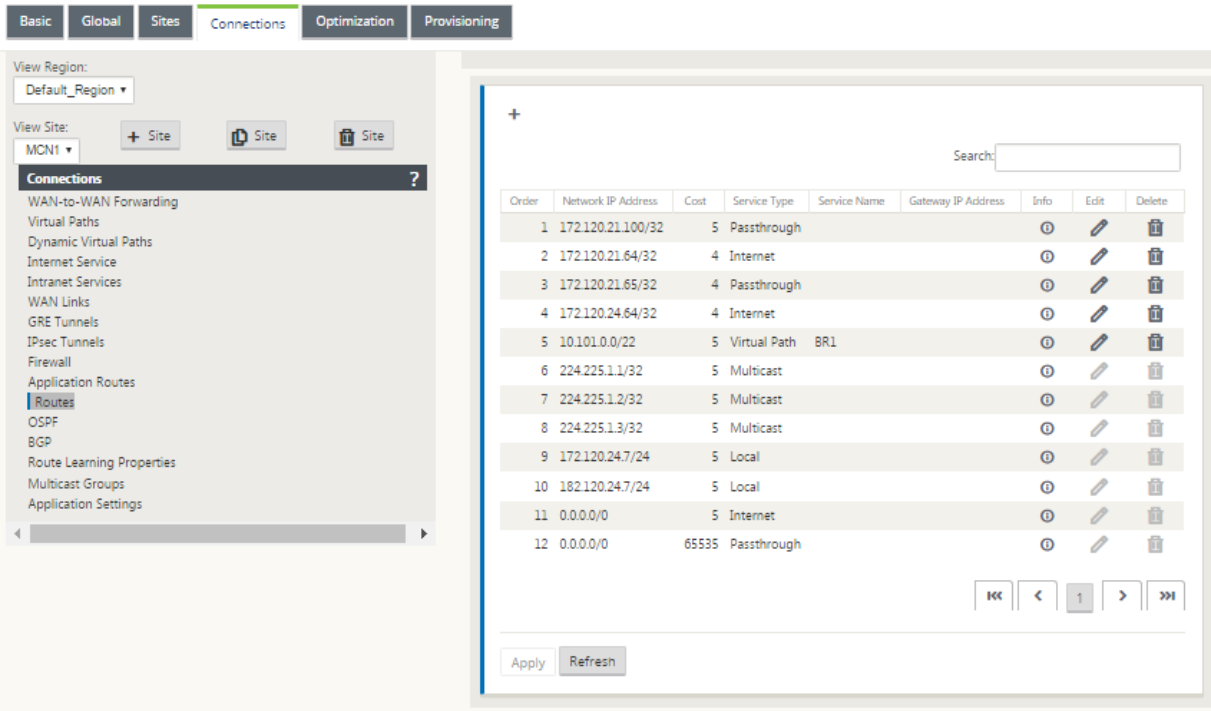 Basic Global Sites Connections Optimization Provisioning
View Region:
Default_Region
View Site:
MCN1
+ Site Site Site
Connections ?
WAN-to-WAN Forwarding
Virtual Paths
Dynamic Virtual Paths
Internet Service
Intranet Services
WAN Links
GRE Tunnels
IPsec Tunnels
Firewall
Application Routes
Routes
OSPF
BGP
Route Learning Properties
Multicast Groups
Application Settings
+
Search:
Order Network IP Address Cost Service Type Service Name Gateway IP Address Info Edit Delete
1 172.120.21.100/32 5 Passthrough
2 172.120.21.64/32 4 Internet
3 172.120.21.65/32 4 Passthrough
4 172.120.24.64/32 4 Internet
5 10.101.0.0/22 5 Virtual Path BR1
6 224.225.1.1/32 5 Multicast
7 224.225.1.2/32 5 Multicast
8 224.225.1.3/32 5 Multicast
9 172.120.24.7/24 5 Local
10 182.120.24.7/24 5 Local
11 0.0.0.0/0 5 Internet
12 0.0.0.0/0 65535 Passthrough
1
Apply Refresh